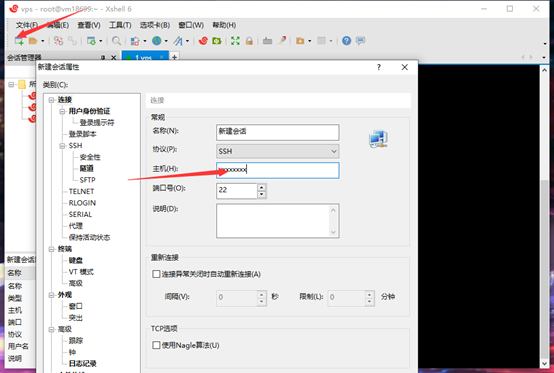 vps - root@vm18699:~ - Xshell 6
文件(F) 编辑(E) 查看(V) 工具(T) 选项卡(B) 窗口(W) 帮助(H)
会话管理器
1 vps
所
新建会话属性
类别(C):
连接
用户身份验证
登录提示符
登录脚本
SSH
安全性
隧道
SFTP
TELNET
RLOGIN
SERIAL
代理
保持活动状态
终端
键盘
VT 模式
高级
外观
窗口
突出
高级
跟踪
钟
日志记录
连接
常规
名称(N): 新建会话
协议(P): SSH
主机(H): xxxxxxx
端口号(O): 22
说明(D):
重新连接
连接异常关闭时自动重新连接(A)
间隔(V): 0 秒 限制(L): 0 分钟
TCP选项
使用Nagle算法(U)
新建会话
名称
名称
类型
主机
端口
协议
用户名
说明